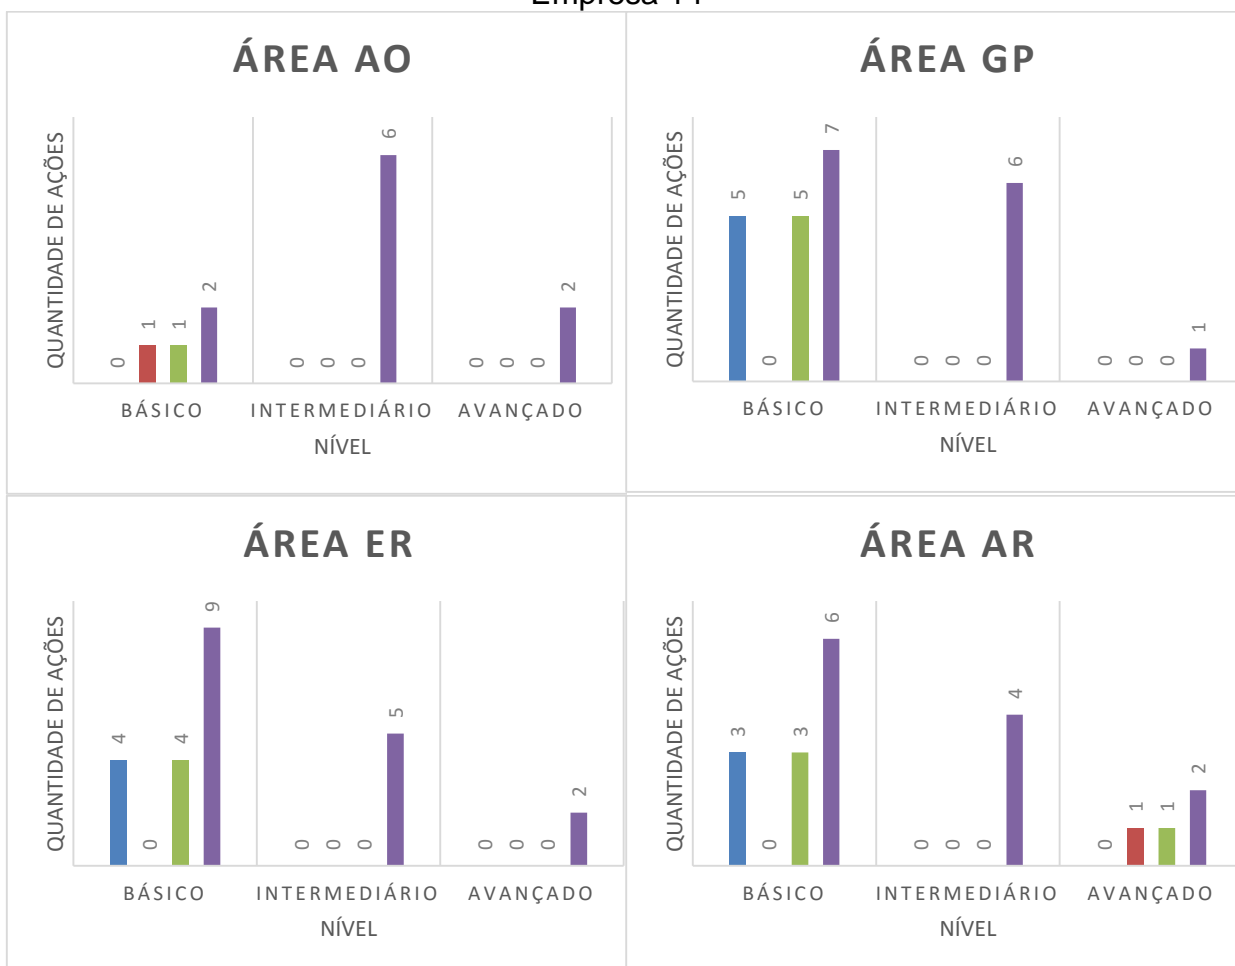 ÁREA AO
QUANTIDADE DE AÇÕES
0 1 1 2
0 0 0 6
0 0 0 2
BÁSICO INTERMEDIÁRIO AVANÇADO
NÍVEL
ÁREA GP
QUANTIDADE DE AÇÕES
5 0 5 7
0 0 0 6
0 0 0 1
BÁSICO INTERMEDIÁRIO AVANÇADO
NÍVEL
ÁREA ER
QUANTIDADE DE AÇÕES
4 0 4 9
0 0 0 5
0 0 0 2
BÁSICO INTERMEDIÁRIO AVANÇADO
NÍVEL
ÁREA AR
QUANTIDADE DE AÇÕES
3 0 3 6
0 0 0 4
0 1 1 2
BÁSICO INTERMEDIÁRIO AVANÇADO
NÍVEL